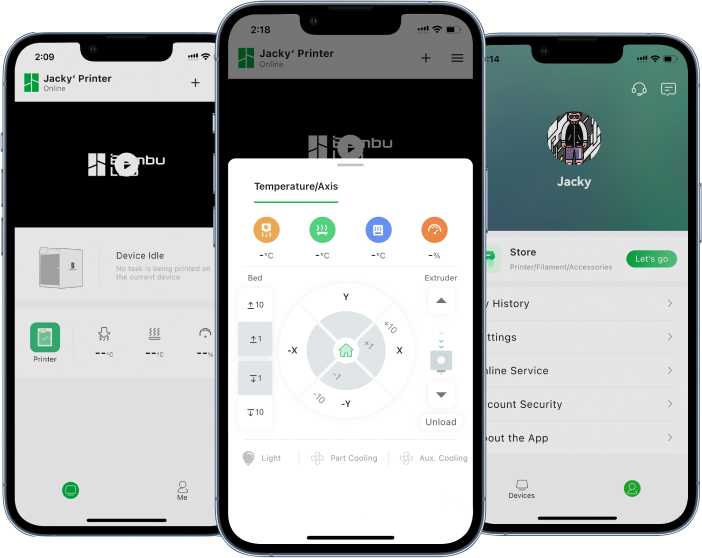 2:09
Jacky' Printer
Online
+
Device Idle
No task is being printed on
the current device
Printer
--°C
--°C
--%
Me
2:18
Jacky' Printer
Online
+
Temperature/Axis
-°C
-°C
-°C
-%
Bed
Extruder
10
1
1
10
Y
+10
+1
-X
X
-1
-10
-Y
Unload
Light
Part Cooling
Aux. Cooling
:14
Jacky
Store
Printer/Filament/Accessories
Let's go
y History
ttings
nline Service
count Security
out the App
Devices